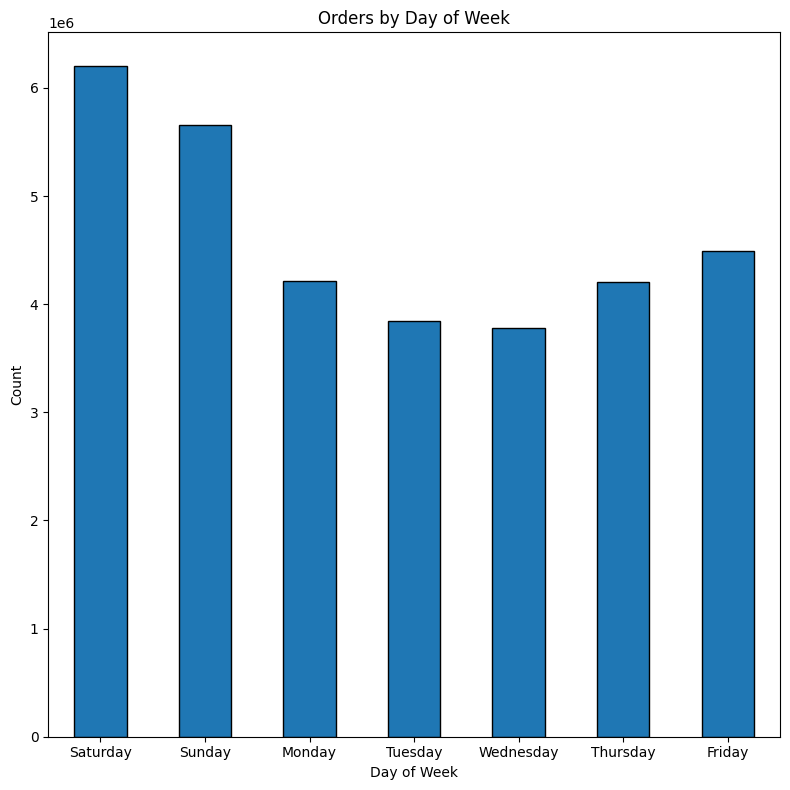 Orders by Day of Week
1e6
6
5
4
3
2
1
0
Count
Saturday Sunday Monday Tuesday Wednesday Thursday Friday
Day of Week